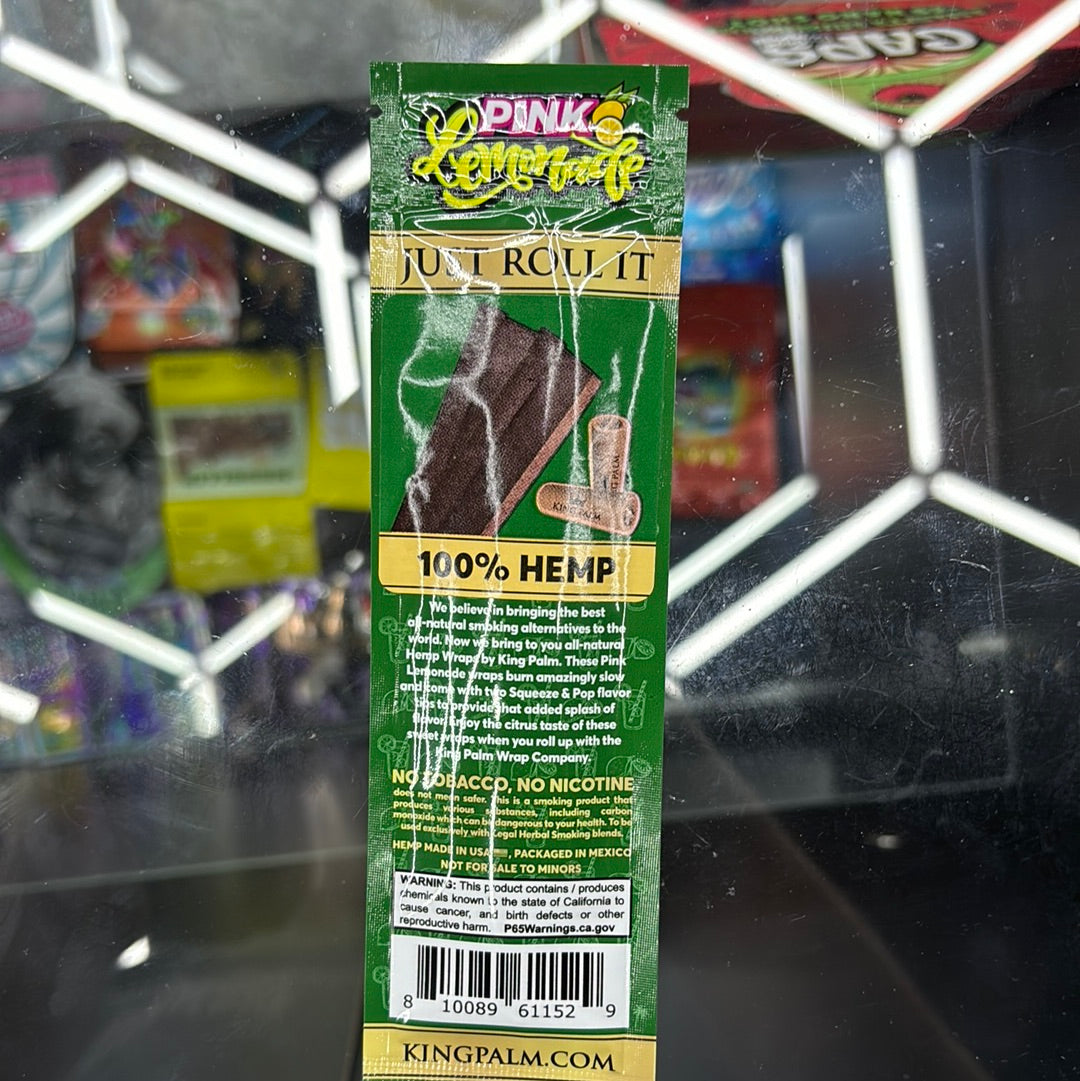 PINK
Lemonade
JUST ROLL IT
KING PALM
100% HEMP
We believe in bringing the best
all-natural smoking alternatives to the
world. Now we bring to you all-natural
Hemp Wraps by King Palm. These Pink
Lemonade wraps burn amazingly slow
and come with two Squeeze & Pop flavor
tips to provide that added splash of
flavor. Enjoy the citrus taste of these
sweet wraps when you roll up with the
King Palm Wrap Company.
NO TOBACCO, NO NICOTINE
does not mean safer. This is a smoking product that
produces various substances, including carbon
monoxide which can be dangerous to your health. To be
used exclusively with Legal Herbal Smoking blends.
HEMP MADE IN USA, PACKAGED IN MEXICO
NOT FOR SALE TO MINORS
WARNING: This product contains / produces
chemicals known to the state of California to
cause cancer, and birth defects or other
reproductive harm. P65Warnings.ca.gov
8 10089 61152 9
KINGPALM.COM